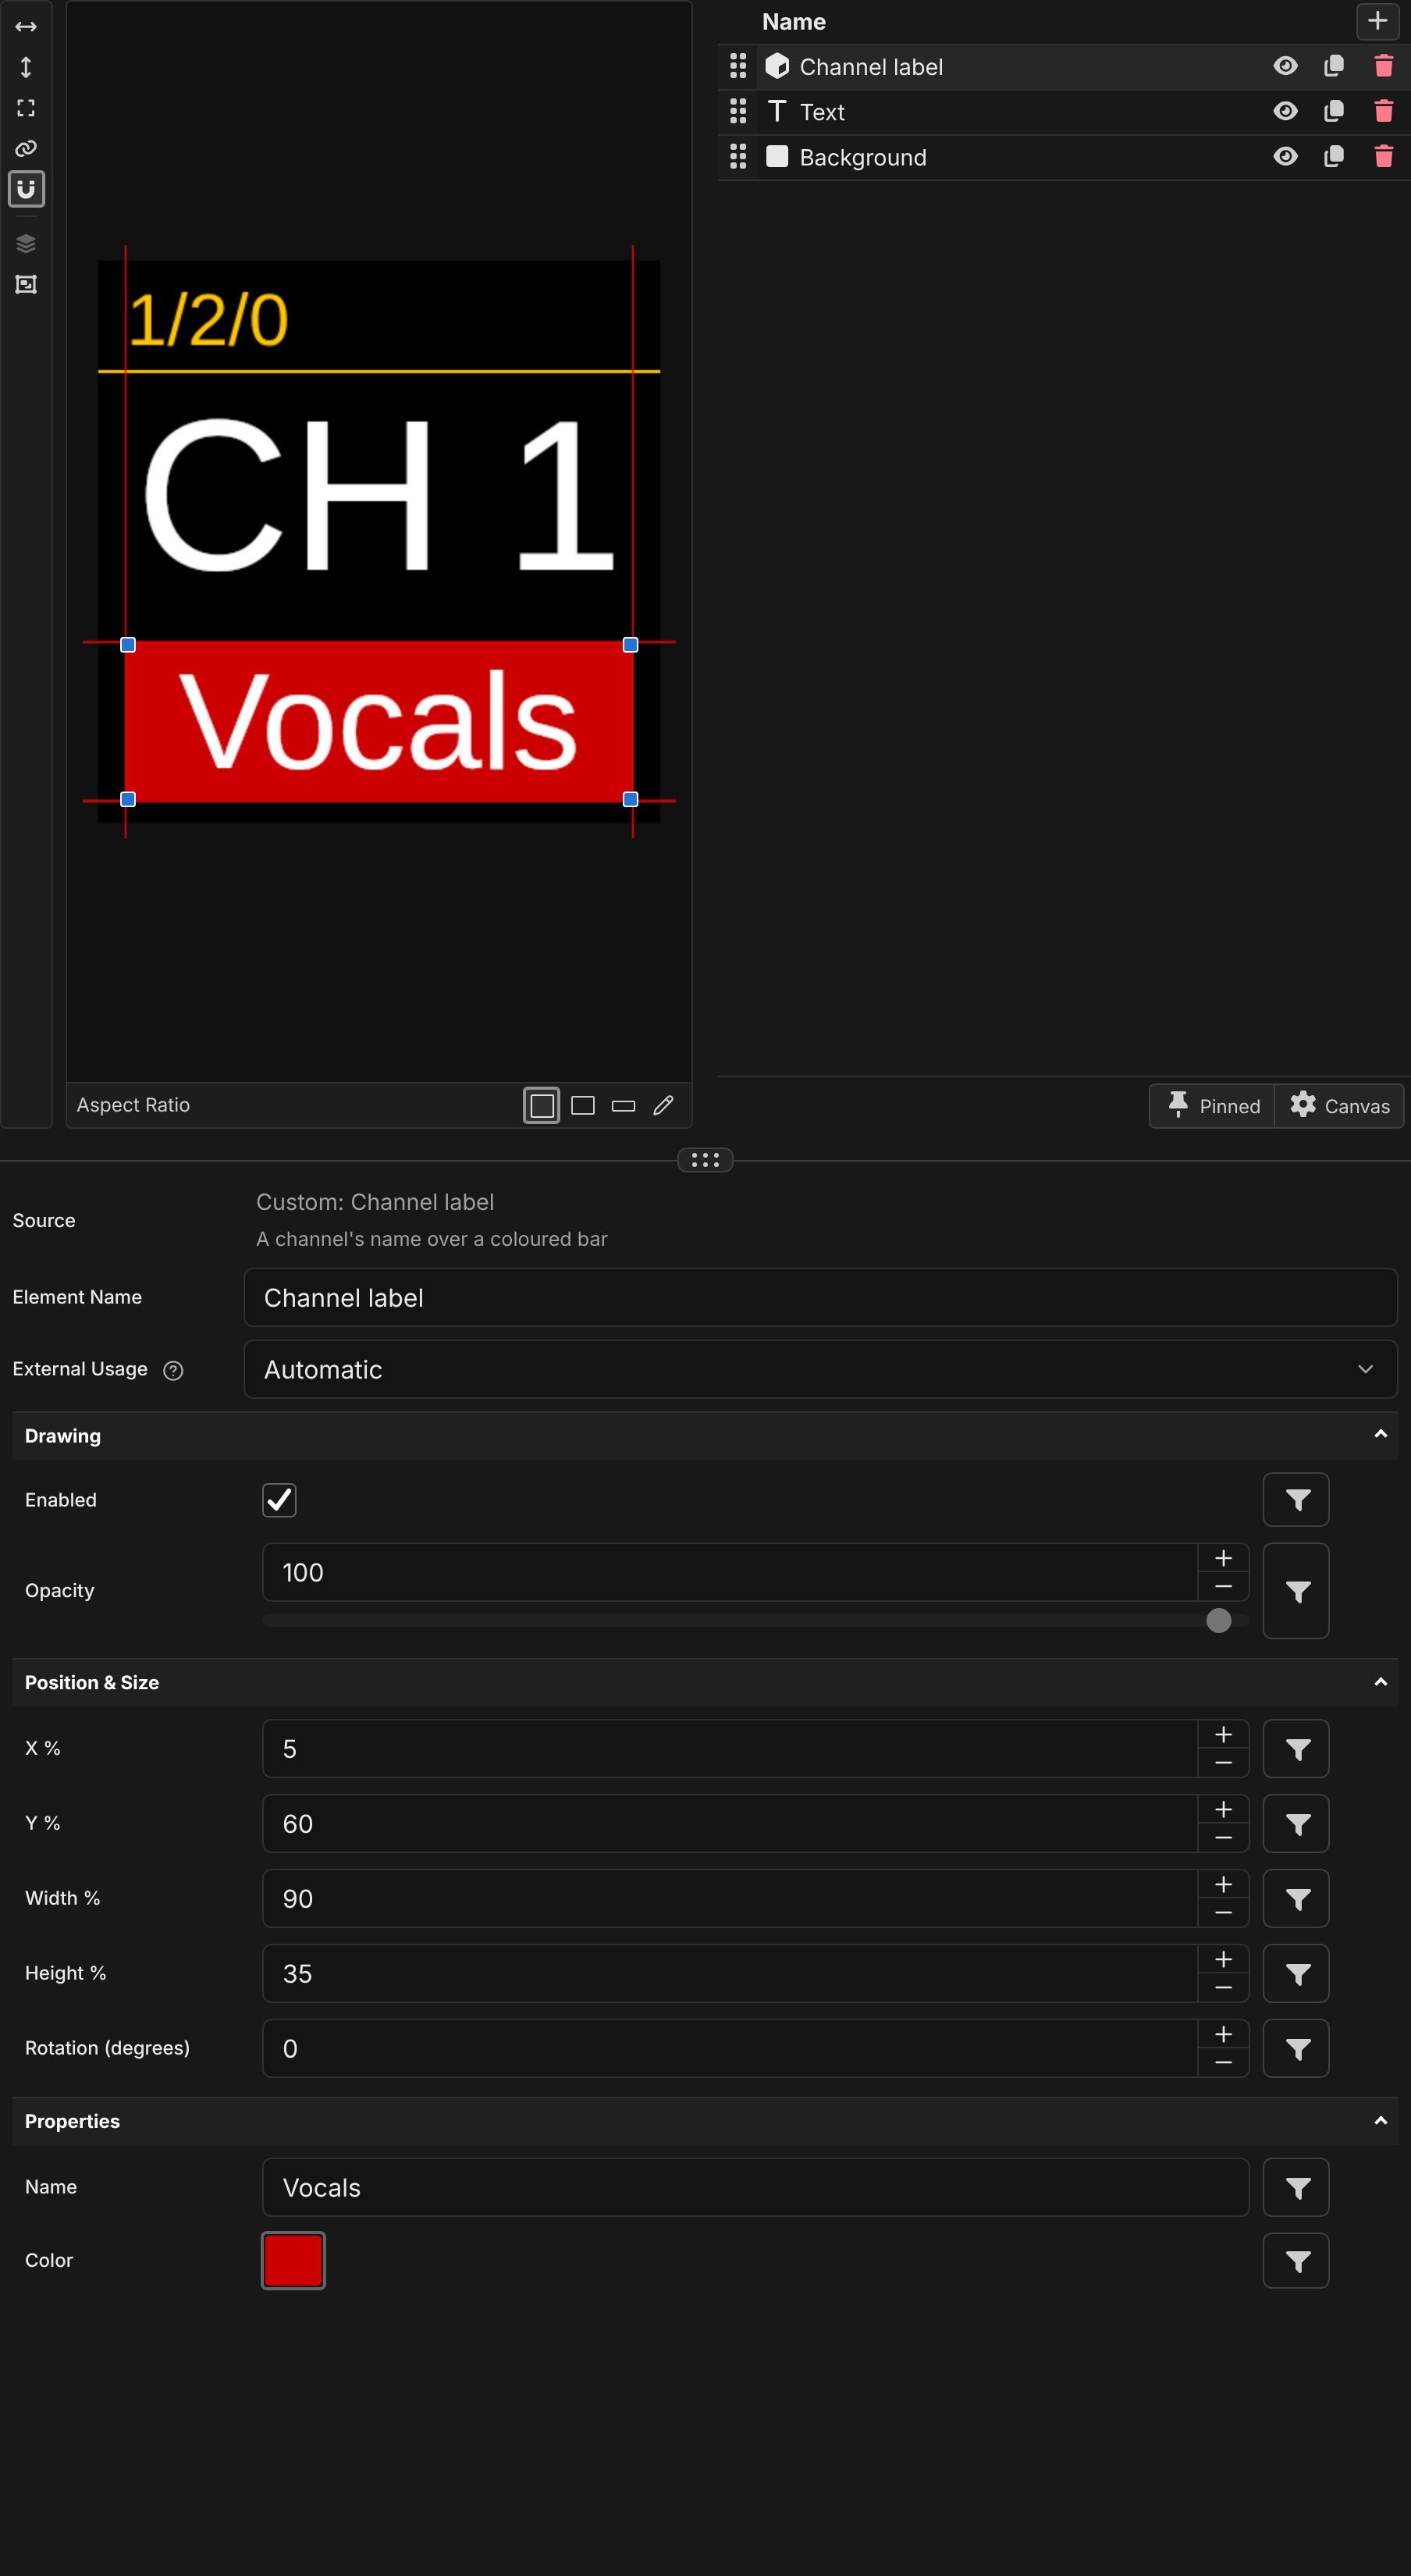 Name
Channel label
Text
Background
1/2/0
CH 1
Vocals
Aspect Ratio
Pinned
Canvas
Source
Custom: Channel label
A channel's name over a coloured bar
Element Name
Channel label
External Usage
Automatic
Drawing
Enabled
Opacity
100
Position & Size
X %
5
Y %
60
Width %
90
Height %
35
Rotation (degrees)
0
Properties
Name
Vocals
Color